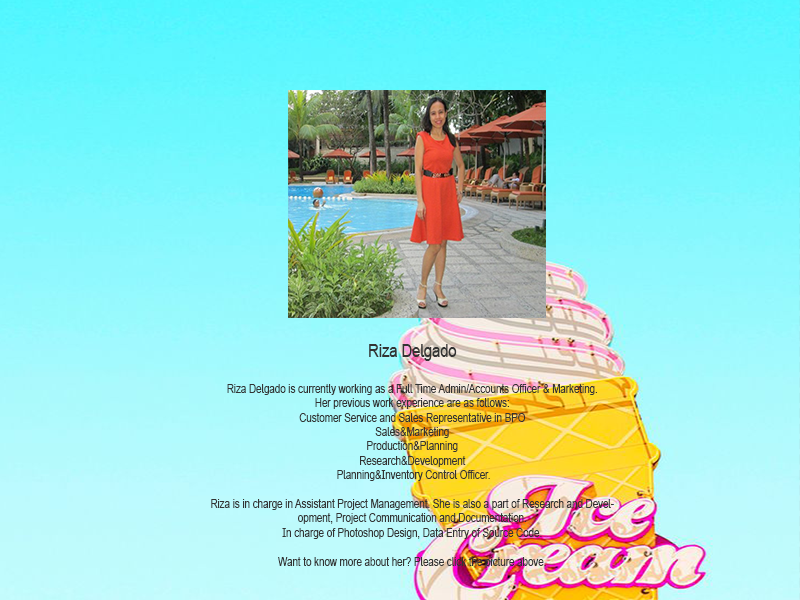 Riza Delgado
Riza Delgado is currently working as a Full Time Admin/Accounts Officer & Marketing.
Her previous work experience are as follows:
Customer Service and Sales Representative in BPO
Sales&Marketing
Production&Planning
Research&Development
Planning&Inventory Control Officer.
Riza is in charge in Assistant Project Management. She is also a part of Research and Devel-
opment, Project Communication and Documentation.
In charge of Photoshop Design, Data Entry of Source Code.
Want to know more about her? Please click the picture above.
Ice
Cream